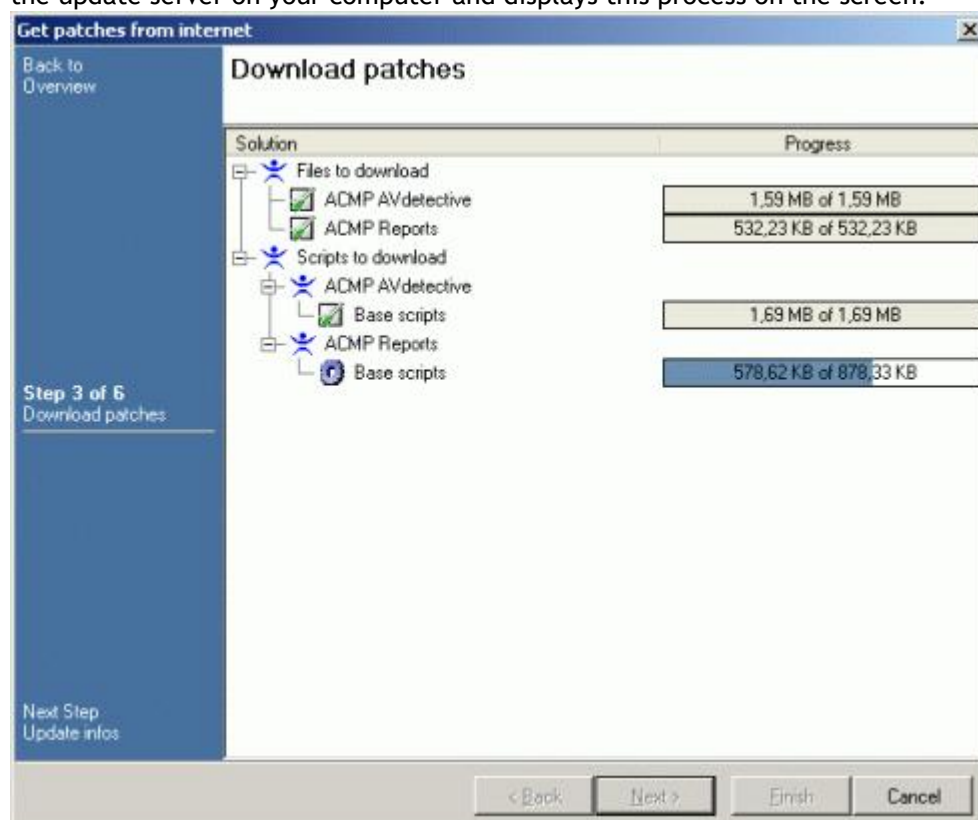 the update server on your computer and displays this process on the screen.
Get patches from internet
Back to
Overview
Download patches
Solution Progress
Files to download
ACMP AVdetective 1,59 MB of 1,59 MB
ACMP Reports 532,23 KB of 532,23 KB
Scripts to download
ACMP AVdetective
Base scripts 1,69 MB of 1,69 MB
ACMP Reports
Base scripts 578,62 KB of 878,33 KB
Step 3 of 6
Download patches
Next Step
Update infos
< Back Next > Finish Cancel